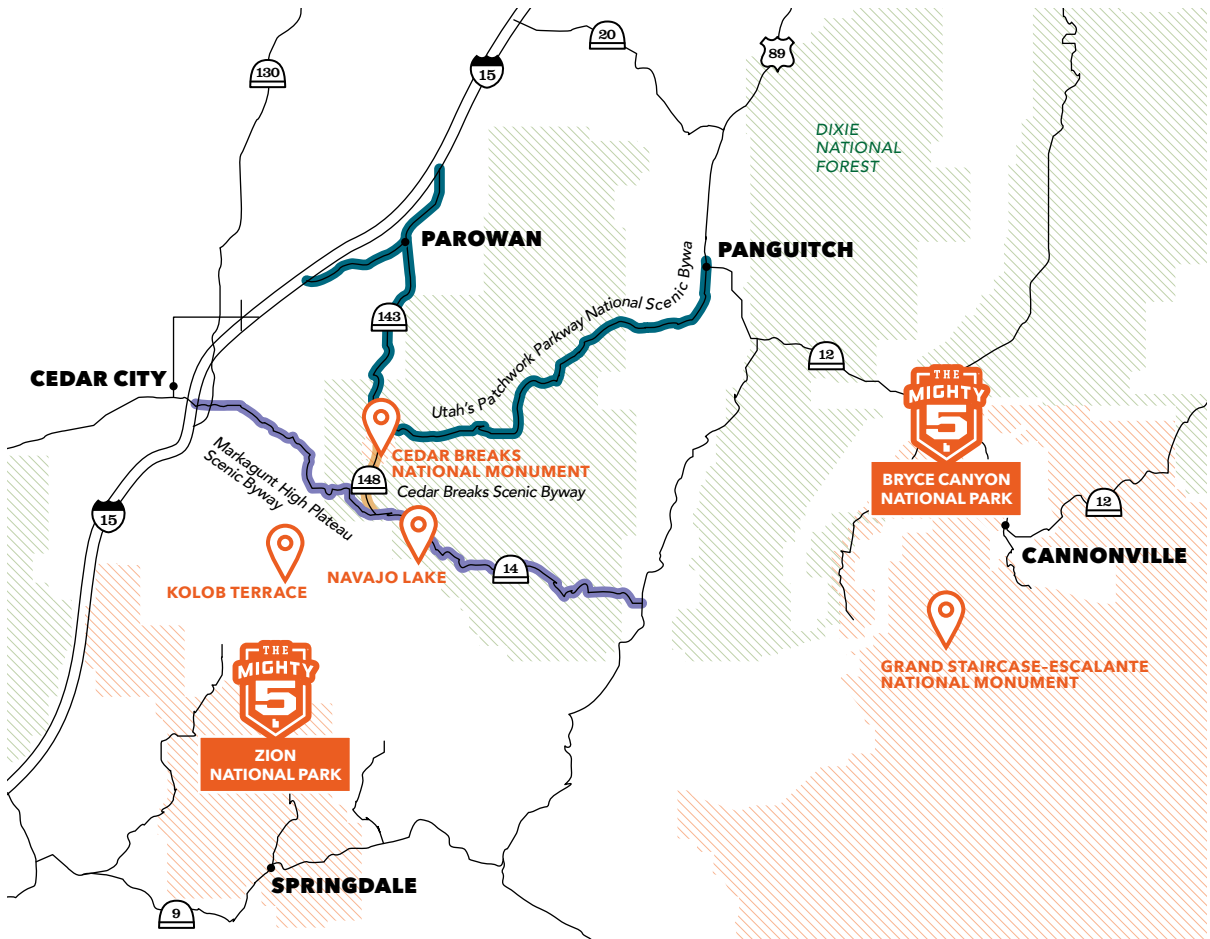 20
89
130
15
DIXIE
NATIONAL
FOREST
PAROWAN
PANGUITCH
Utah's Patchwork Parkway National Scenic Bywa
143
12
CEDAR CITY
THE
MIGHTY
5
BRYCE CANYON
NATIONAL PARK
CEDAR BREAKS
NATIONAL MONUMENT
Markagunt High Plateau
Scenic Byway
148
Cedar Breaks Scenic Byway
12
15
CANNONVILLE
NAVAJO LAKE
14
KOLOB TERRACE
THE
MIGHTY
5
ZION
NATIONAL PARK
GRAND STAIRCASE-ESCALANTE
NATIONAL MONUMENT
SPRINGDALE
9